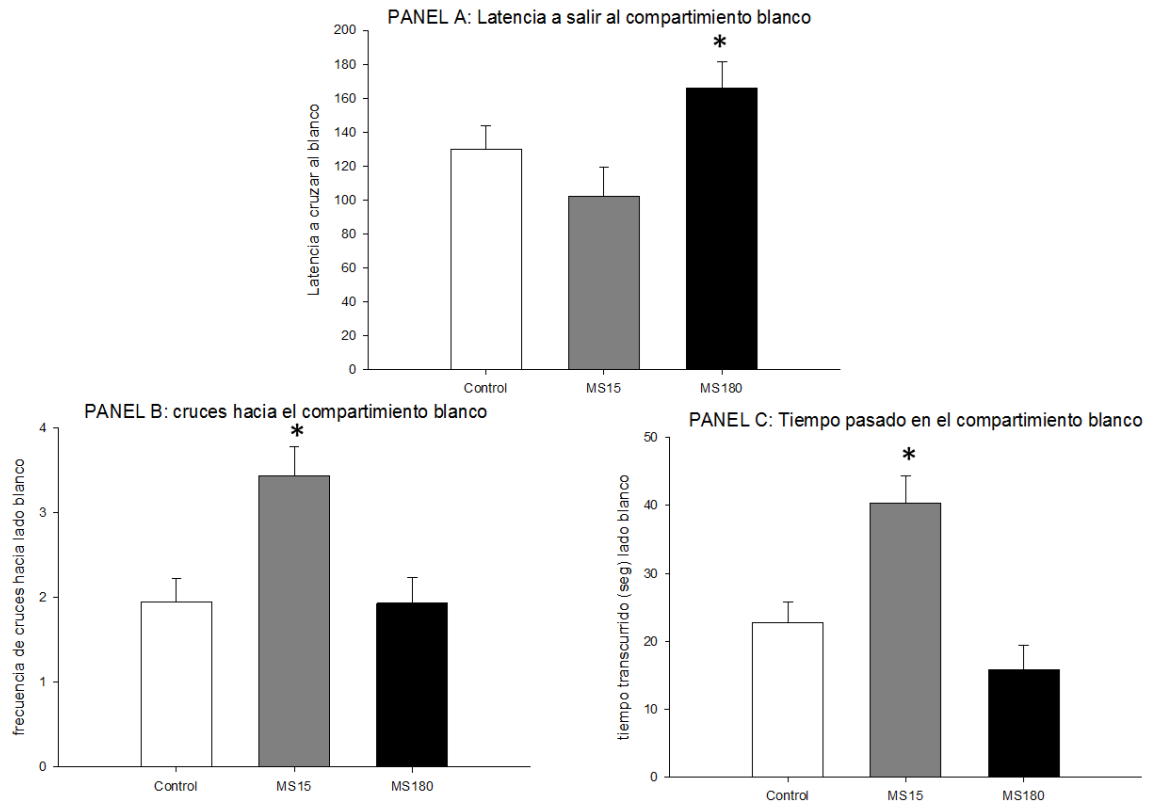 PANEL A: Latencia a salir al compartimiento blanco
Latencia a cruzar al blanco
200
180
160
140
120
100
80
60
40
20
0
*
Control MS15 MS180
PANEL B: cruces hacia el compartimiento blanco
frecuencia de cruces hacia lado blanco
4
3
2
1
0
*
Control MS15 MS180
PANEL C: Tiempo pasado en el compartimiento blanco
tiempo transcurrido (seg) lado blanco
50
40
30
20
10
0
*
Control MS15 MS180